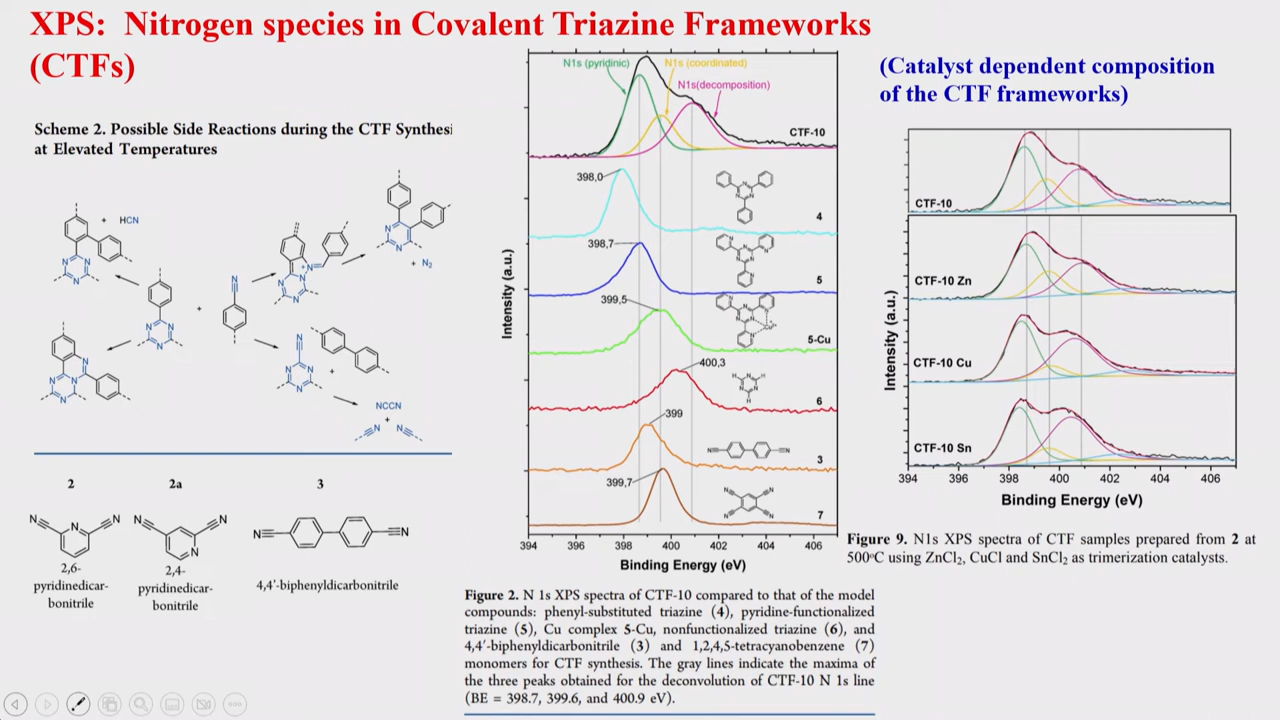 XPS:  Nitrogen species in Covalent Triazine Frameworks
(CTFs)
Scheme 2. Possible Side Reactions during the CTF Synthesi
at Elevated Temperatures
+ HCN
+ N₂
NCCN
+
2
2a
3
2,6-
pyridinedicar-
bonitrile
2,4-
pyridinedicar-
bonitrile
4,4′-biphenyldicarbonitrile
N1s (pyridinic)
N1s (coordinated)
N1s(decomposition)
CTF-10
398,0
4
398,7
5
399,5
5-Cu
400,3
6
399
3
399,7
7
Intensity (a.u.)
394 396 398 400 402 404 406
Binding Energy (eV)
Figure 2. N 1s XPS spectra of CTF-10 compared to that of the model
compounds: phenyl-substituted triazine (4), pyridine-functionalized
triazine (5), Cu complex 5-Cu, nonfunctionalized triazine (6), and
4,4′-biphenyldicarbonitrile (3) and 1,2,4,5-tetracyanobenzene (7)
monomers for CTF synthesis. The gray lines indicate the maxima of
the three peaks obtained for the deconvolution of CTF-10 N 1s line
(BE = 398.7, 399.6, and 400.9 eV).
(Catalyst dependent composition
of the CTF frameworks)
CTF-10
CTF-10 Zn
CTF-10 Cu
CTF-10 Sn
Intensity (a.u.)
394 396 398 400 402 404 406
Binding Energy (eV)
Figure 9. N1s XPS spectra of CTF samples prepared from 2 at
500°C using ZnCl₂, CuCl and SnCl₂ as trimerization catalysts.